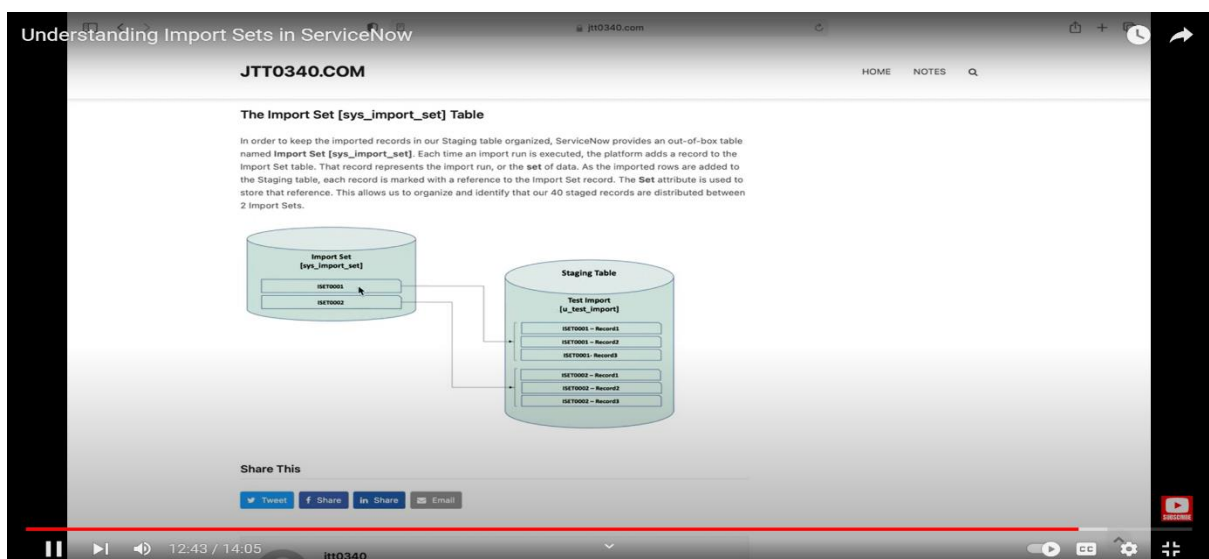 Understanding Import Sets in ServiceNow
jtt0340.com
JTT0340.COM
HOME NOTES
The Import Set [sys_import_set] Table
In order to keep the imported records in our Staging table organized, ServiceNow provides an out-of-box table
named Import Set [sys_import_set]. Each time an import run is executed, the platform adds a record to the
Import Set table. That record represents the import run, or the set of data. As the imported rows are added to
the Staging table, each record is marked with a reference to the Import Set record. The Set attribute is used to
store that reference. This allows us to organize and identify that our 40 staged records are distributed between
2 Import Sets.
Import Set
[sys_import_set]
ISET0001
ISET0002
Staging Table
Test Import
[u_test_import]
ISET0001 – Record1
ISET0001 – Record2
ISET0001- Record3
ISET0002 – Record1
ISET0002 – Record2
ISET0002 – Record3
Share This
Tweet
Share
in Share
Email
SUBSCRIBE
12:43 / 14:05
jtt0340
CC